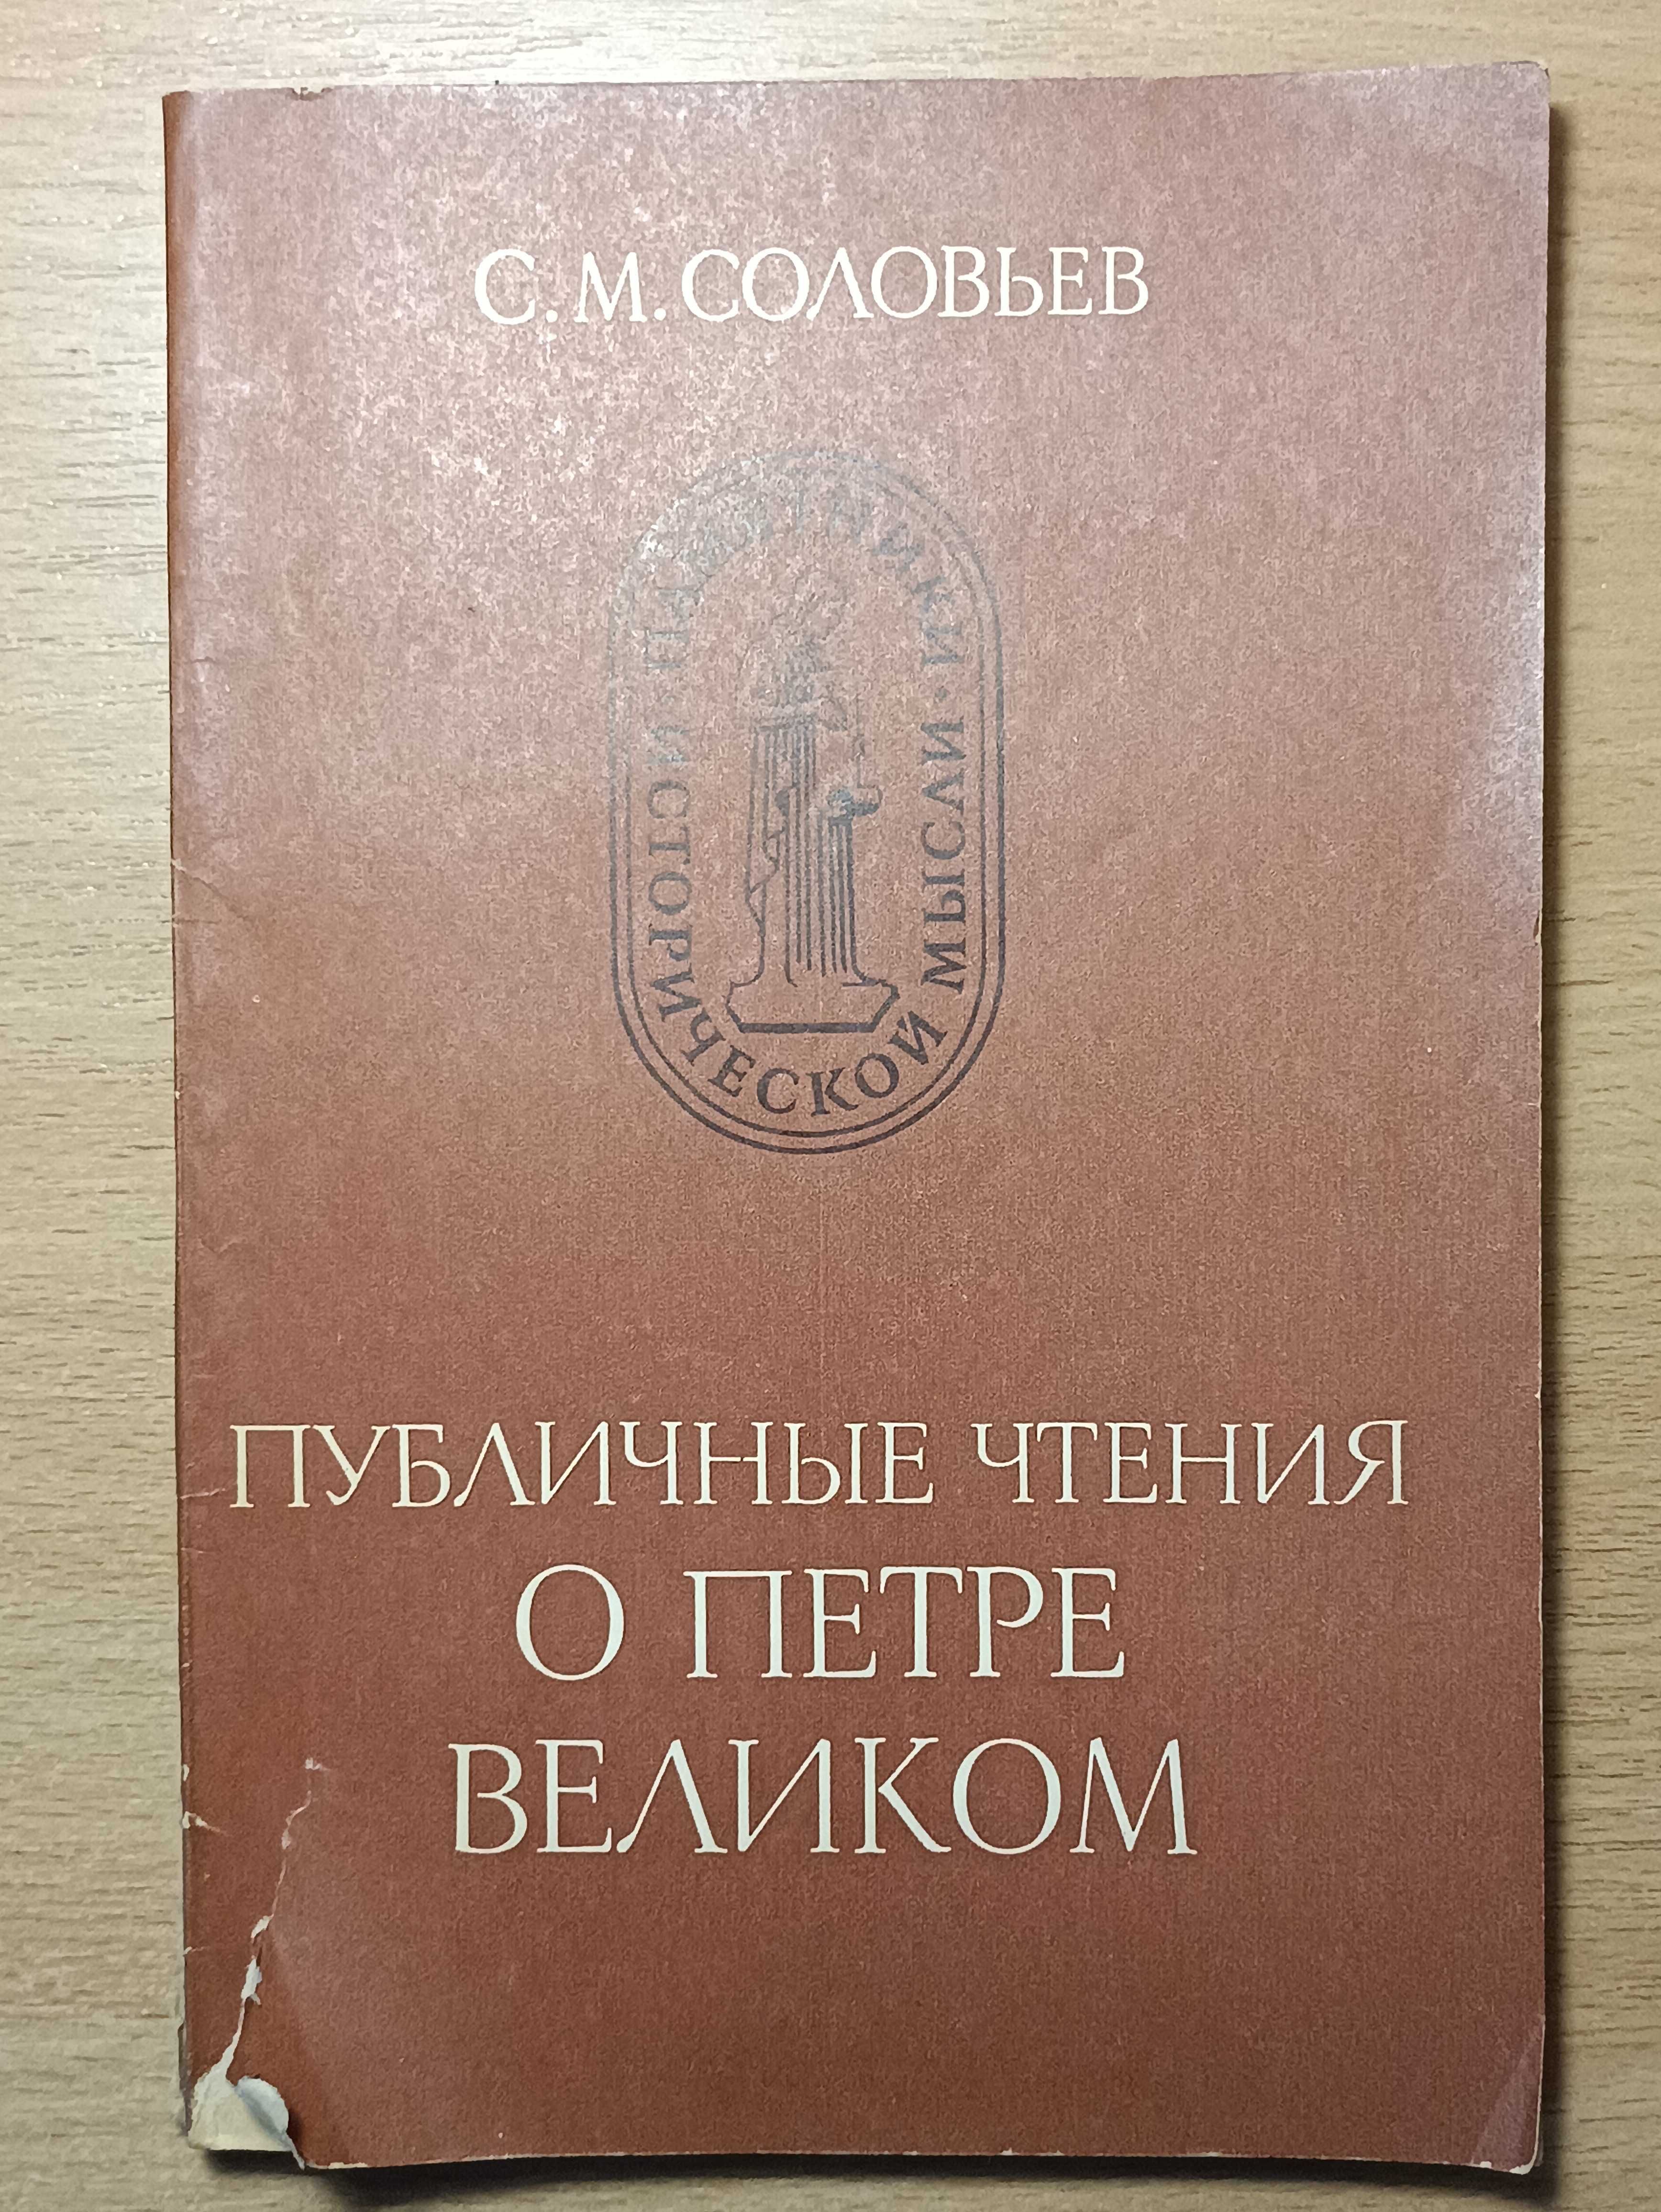 С. М. СОЛОВЬЕВ
ПАМЯТНИКИ ИСТОРИЧЕСКОЙ МЫСЛИ
ПУБЛИЧНЫЕ ЧТЕНИЯ
О ПЕТРЕ
ВЕЛИКОМ